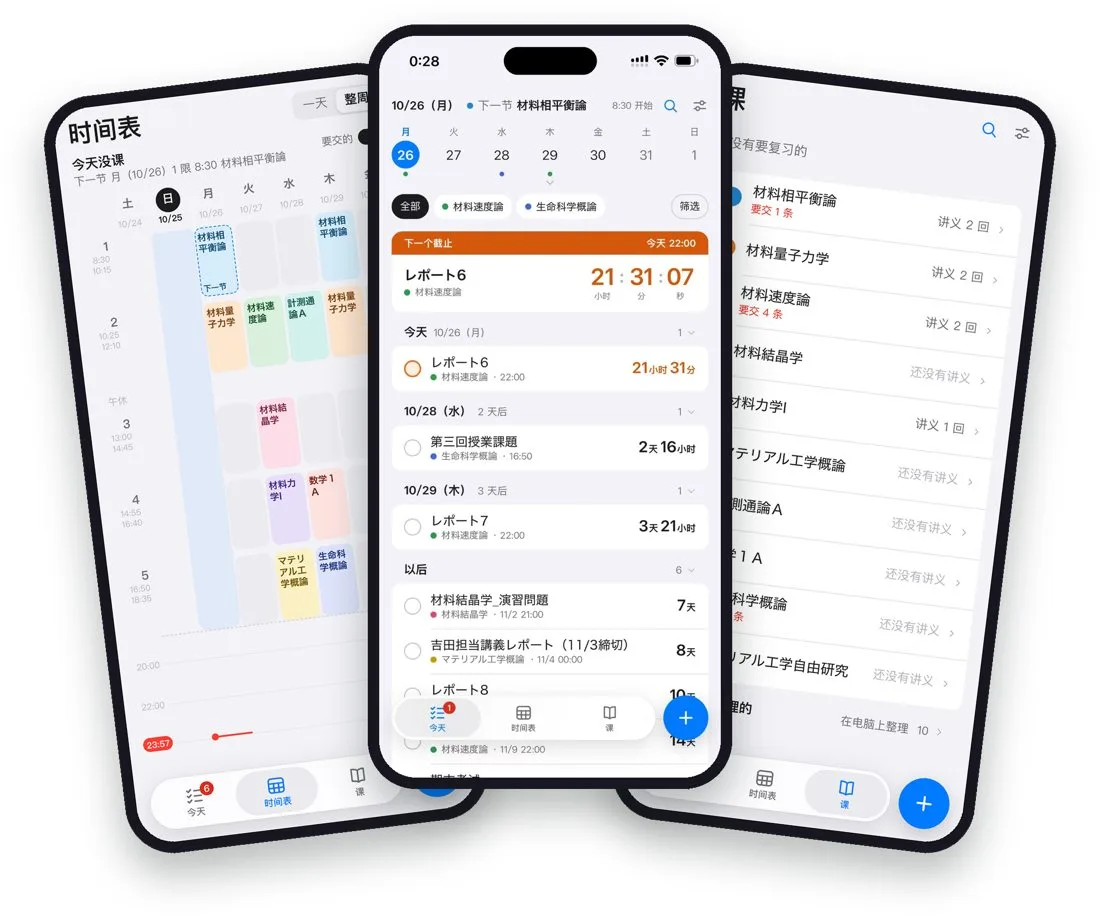 时间表
一天
整周
今天没课
要交的
下一节 月（10/26）1 限 8:30 材料相平衡論
土 日 月 火 水 木 金
10/24 10/25 10/26 10/27 10/28 10/29
1
8:30
10:15
材料相平衡論
下一节
材料相平衡論
2
10:25
12:10
材料量子力学
材料速度論
計測通論A
材料量子力学
午休
3
13:00
14:45
材料結晶学
4
14:55
16:40
材料力学I
数学1A
5
16:50
18:35
マテリアル工学概論
生命科学概論
20:00
22:00
23:57
6
今天
时间表
课
0:28
10/26（月） 下一节 材料相平衡論 8:30 开始
月 火 水 木 金 土 日
26 27 28 29 30 31 1
全部 材料速度論 生命科学概論 筛选
下一个截止 今天 22:00
レポート6
材料速度論
21 : 31 : 07
小时 分 秒
今天 10/26（月） 1
レポート6
材料速度論 · 22:00
21小时 31分
10/28（水） 2 天后 1
第三回授業課題
生命科学概論 · 16:50
2天 16小时
10/29（木） 3 天后 1
レポート7
材料速度論 · 22:00
3天 21小时
以后 6
材料結晶学_演習問題
材料結晶学 · 11/2 21:00
7天
吉田担当講義レポート（11/3締切）
マテリアル工学概論 · 11/4 00:00
8天
レポート8
10天
14天
材料速度論 · 11/9 22:00
1
今天
时间表
课
课
没有要复习的
材料相平衡論
要交 1 条
讲义 2 回
材料量子力学
讲义 2 回
材料速度論
要交 4 条
讲义 2 回
材料結晶学
还没有讲义
材料力学I
讲义 1 回
マテリアル工学概論
还没有讲义
測通論A
还没有讲义
1 A
还没有讲义
科学概論
条
还没有讲义
リアル工学自由研究
还没有讲义
理的
在电脑上整理 10
时间表
课